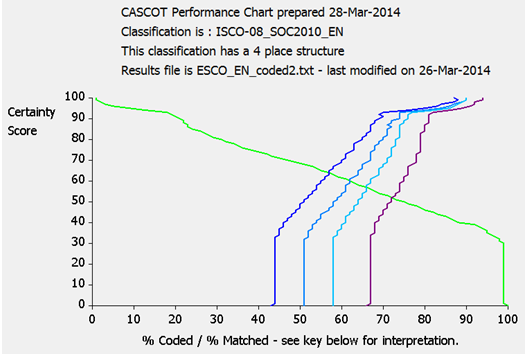 CASCOT Performance Chart prepared 28-Mar-2014
Classification is : ISCO-08_SOC2010_EN
This classification has a 4 place structure
Results file is ESCO_EN_coded2.txt - last modified on 26-Mar-2014
Certainty
Score
100
90
80
70
60
50
40
30
20
10
0
0 10 20 30 40 50 60 70 80 90 100
% Coded / % Matched - see key below for interpretation.